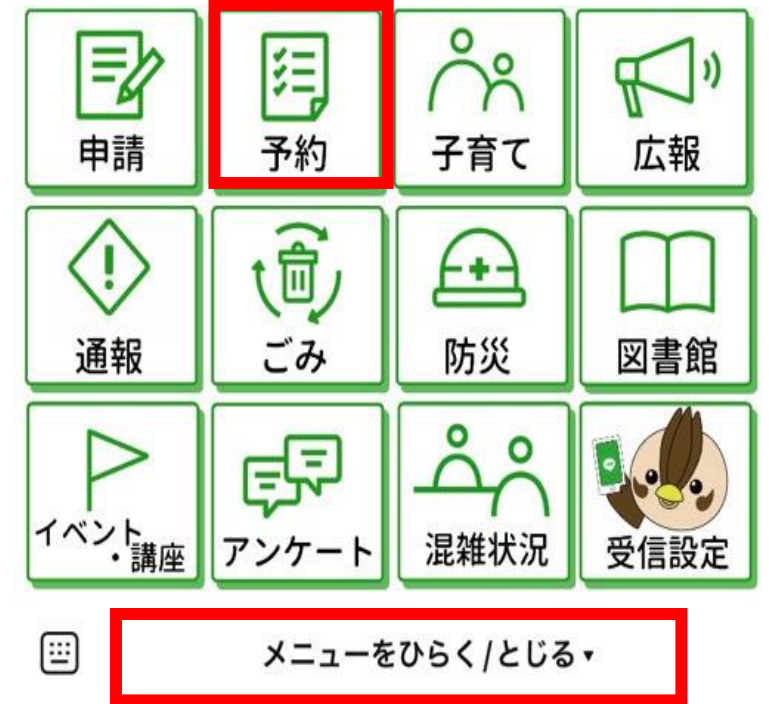 申請
予約
子育て
広報
通報
ごみ
防災
図書館
イベント
・講座
アンケート
混雑状況
受信設定
メニューをひらく/とじる▼